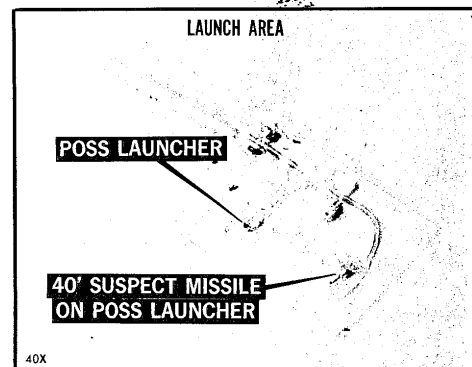 LAUNCH AREA
POSS LAUNCHER
40' SUSPECT MISSILE
ON POSS LAUNCHER
40X